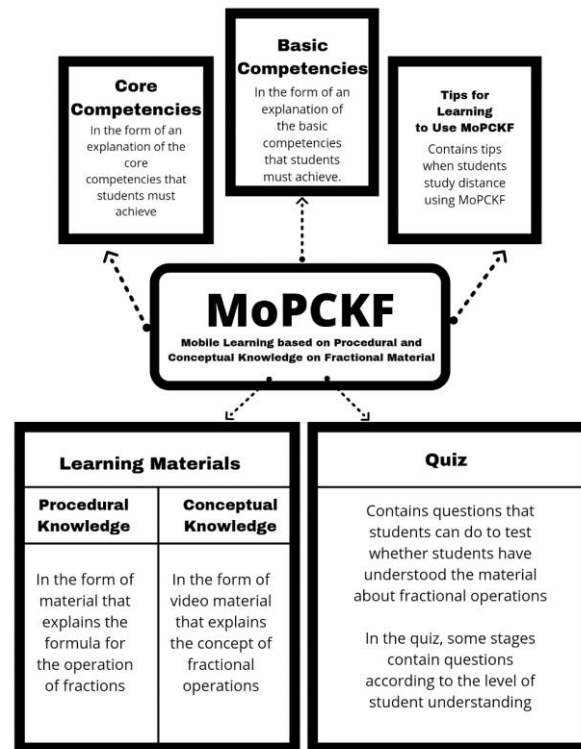 Core
Competencies
In the form of an
explanation of the
core
competencies that
students must
achieve
Basic
Competencies
In the form of an
explanation of
the basic
competencies
that students
must achieve.
Tips for
Learning
to Use MoPCKF
Contains tips
when students
study distance
using MoPCKF
MoPCKF
Mobile Learning based on Procedural and
Conceptual Knowledge on Fractional Material
Learning Materials
Procedural
Knowledge
In the form of
material that
explains the
formula for
the operation
of fractions
Conceptual
Knowledge
In the form of
video material
that explains
the concept of
fractional
operations
Quiz
Contains questions that
students can do to test
whether students have
understood the material
about fractional operations
In the quiz, some stages
contain questions
according to the level of
student understanding